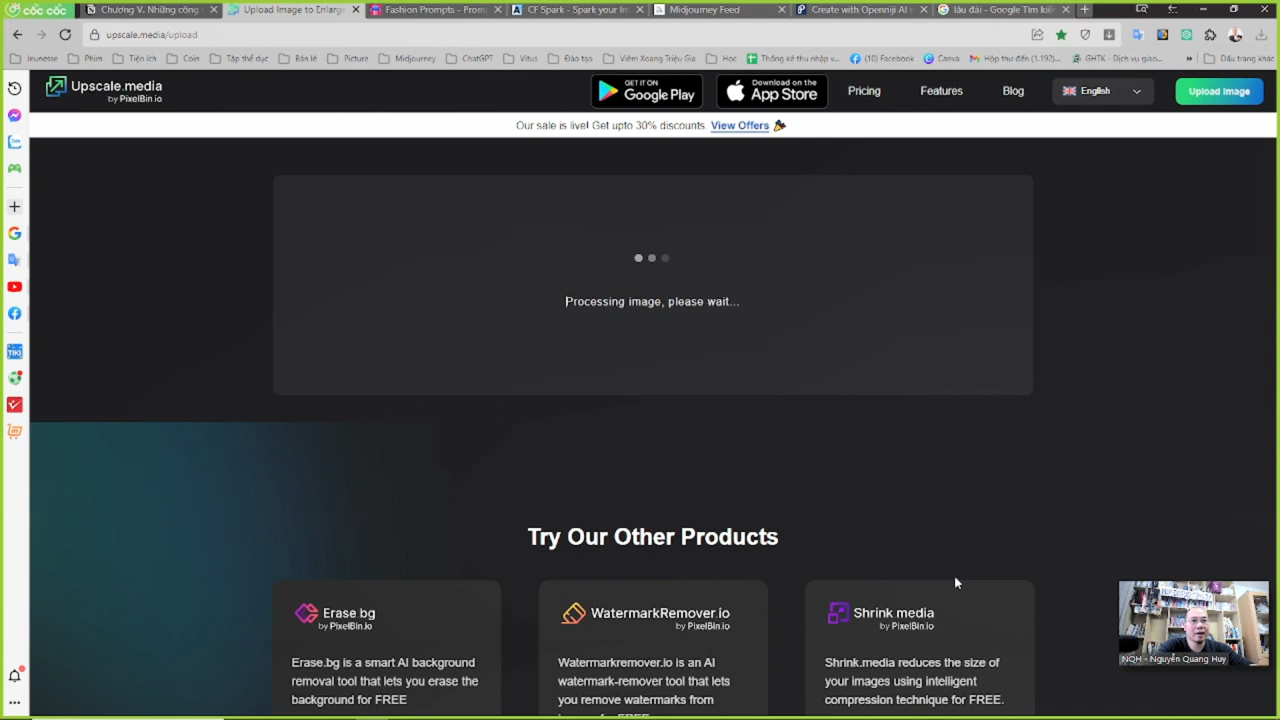 cốc cốc
Chương V. Những công
Upload Image to Enlarge
Fashion Prompts - Prom
CF Spark - Spark your Im
Midjourney Feed
Create with Openniji AI
lâu đài - Google Tìm kiế
upscale.media/upload
Jeunesse
Phim
Tiện ích
Coin
Tập thể dục
Bán lẻ
Picture
Midjourney
ChatGPT
Vitus
Đào tạo
Viêm Xoang Triệu Gia
Học
Thống kê thu nhập v...
(10) Facebook
Canva
Hộp thư đến (1.192)...
GHTK - Dịch vụ giao...
»
Dấu trang khác
Upscale.media
by PixelBin.io
GET IT ON
Google Play
Download on the
App Store
Pricing
Features
Blog
English
Upload Image
Our sale is live! Get upto 30% discounts. View Offers
Processing image, please wait...
TIKI
Try Our Other Products
Erase.bg
by PixelBin.io
WatermarkRemover.io
by PixelBin.io
Shrink media
by PixelBin.io
Erase.bg is a smart AI background
removal tool that lets you erase the
background for FREE
Watermarkremover.io is an AI
watermark-remover tool that lets
you remove watermarks from
Shrink.media reduces the size of
your images using intelligent
compression technique for FREE.
NQH - Nguyễn Quang Huy